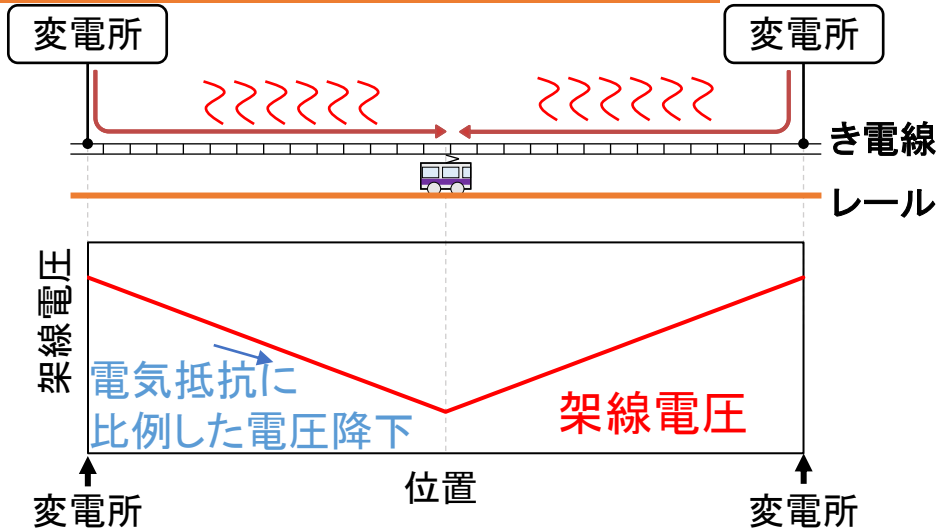 変電所
変電所
き電線
レール
架線電圧
電気抵抗に
比例した電圧降下
架線電圧
位置
変電所
変電所